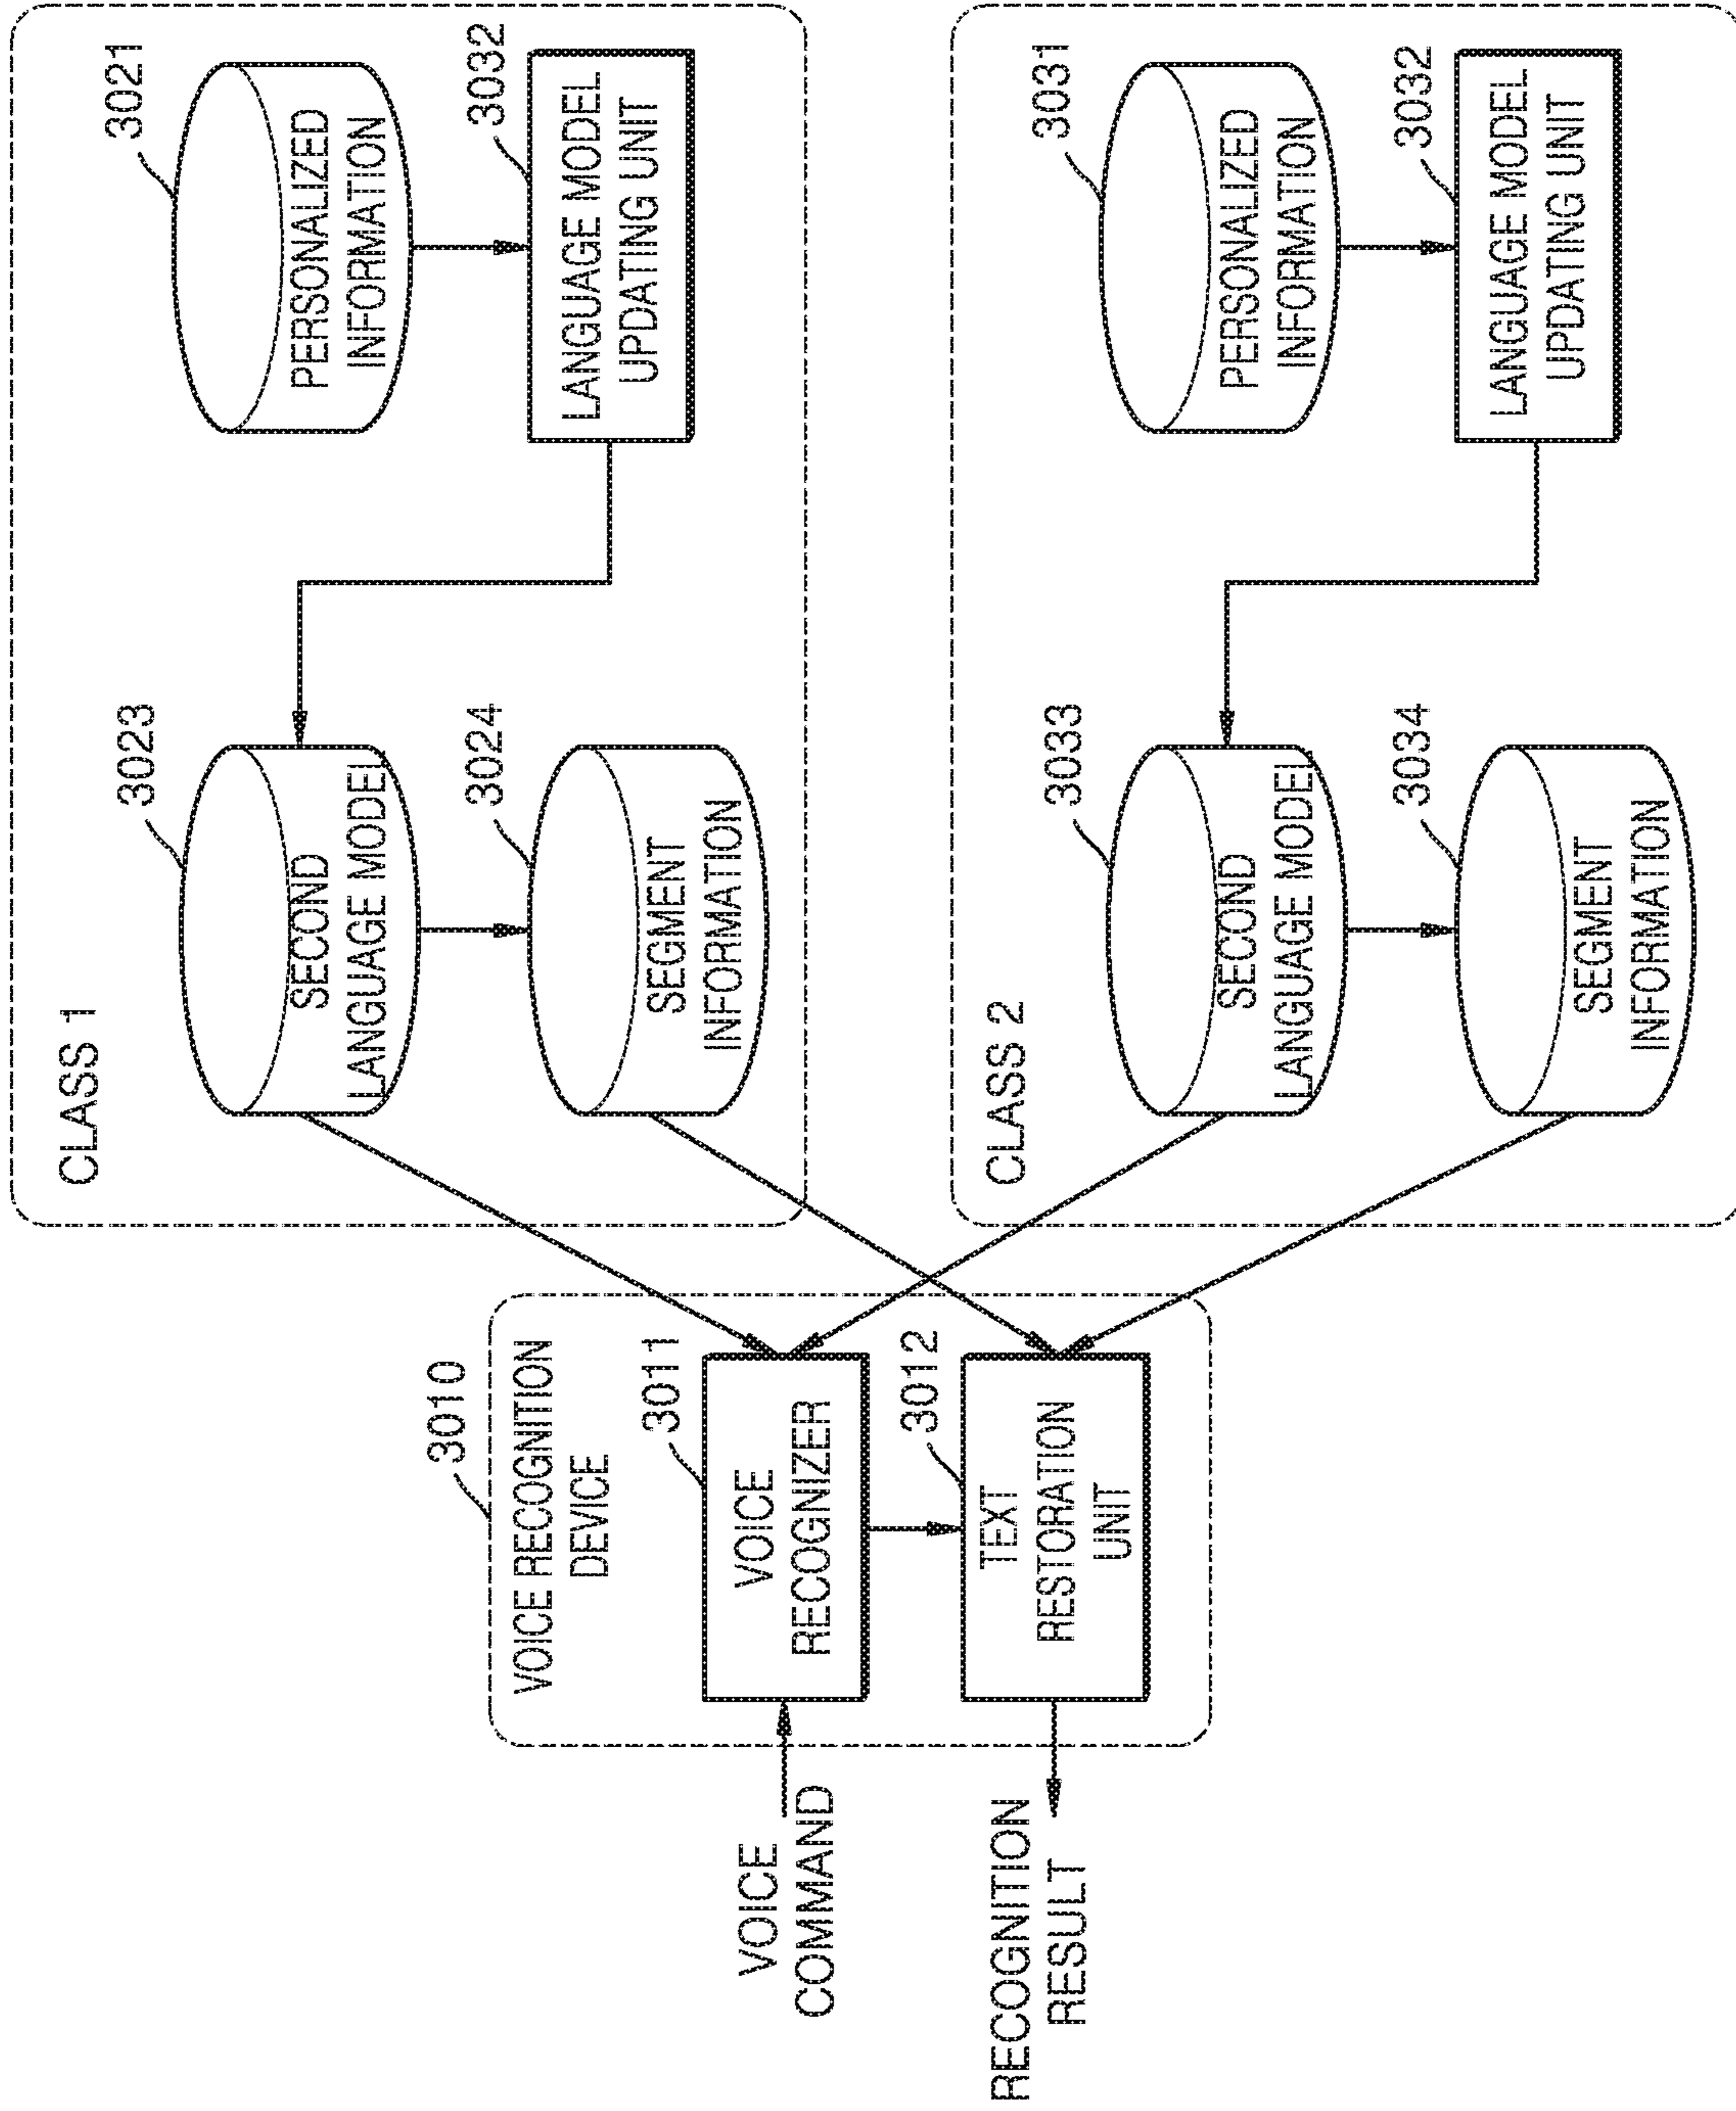 3010
VOICE RECOGNITION
DEVICE
3011
VOICE
RECOGNIZER
3012
TEXT
RESTORATION
UNIT
VOICE
COMMAND
RECOGNITION
RESULT
CLASS 1
3023
SECOND
LANGUAGE MODEL
3024
SEGMENT
INFORMATION
3021
PERSONALIZED
INFORMATION
3032
LANGUAGE MODEL
UPDATING UNIT
CLASS 2
3033
SECOND
LANGUAGE MODEL
3034
SEGMENT
INFORMATION
3031
PERSONALIZED
INFORMATION
3032
LANGUAGE MODEL
UPDATING UNIT